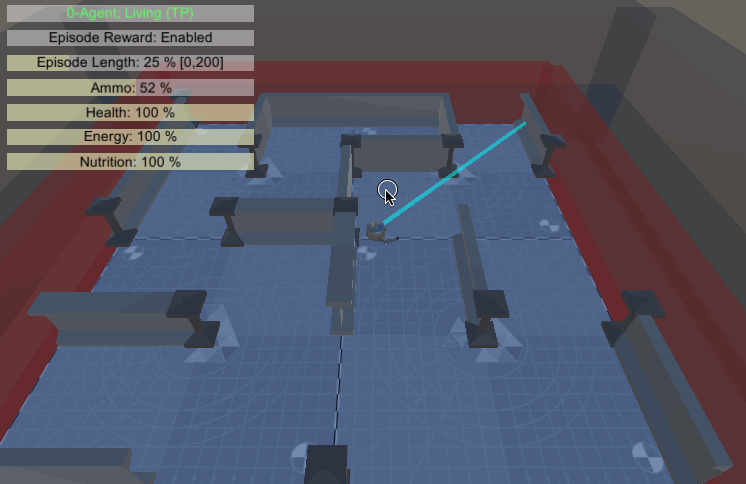 0-Agent; Living (TP)
Episode Reward: Enabled
Episode Length: 25 % [0,200]
Ammo: 52 %
Health: 100 %
Energy: 100 %
Nutrition: 100 %